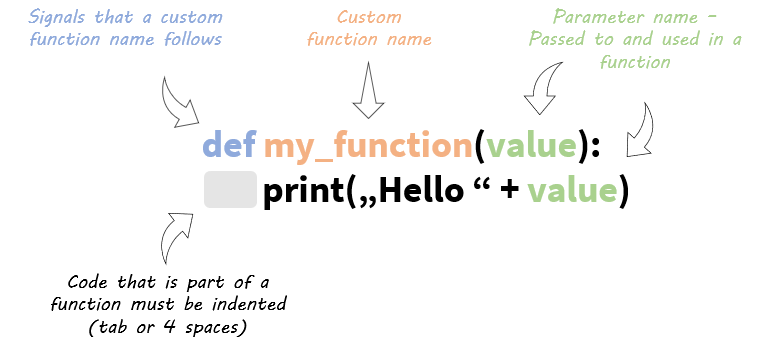 Signals that a custom
function name follows
Custom
function name
Parameter name –
Passed to and used in a
function
def my_function(value):
print(„Hello “ + value)
Code that is part of a
function must be indented
(tab or 4 spaces)